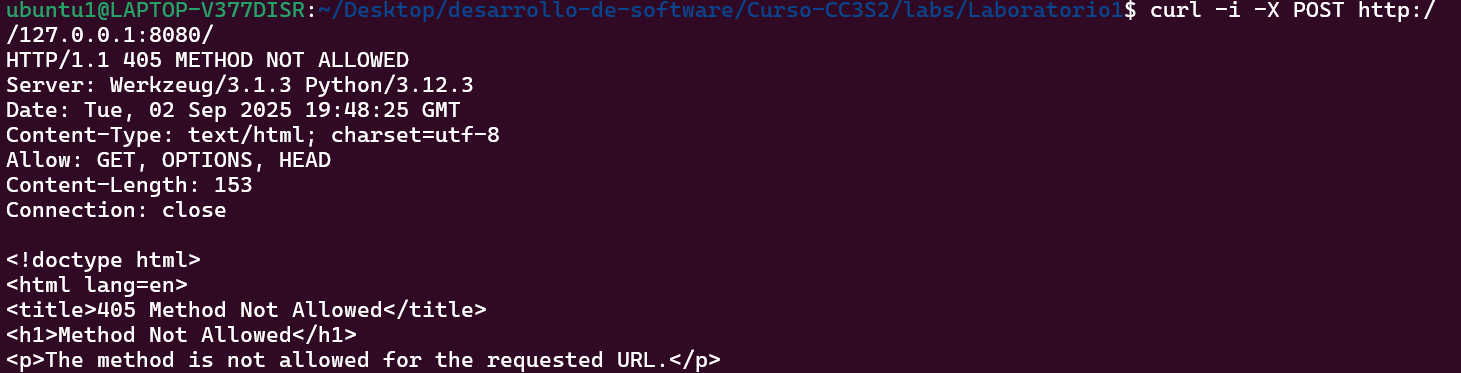 ubuntu1@LAPTOP-V377DISR:~/Desktop/desarrollo-de-software/Curso-CC3S2/labs/Laboratorio1$ curl -i -X POST http:/
/127.0.0.1:8080/
HTTP/1.1 405 METHOD NOT ALLOWED
Server: Werkzeug/3.1.3 Python/3.12.3
Date: Tue, 02 Sep 2025 19:48:25 GMT
Content-Type: text/html; charset=utf-8
Allow: GET, OPTIONS, HEAD
Content-Length: 153
Connection: close

<!doctype html>
<html lang=en>
<title>405 Method Not Allowed</title>
<h1>Method Not Allowed</h1>
<p>The method is not allowed for the requested URL.</p>